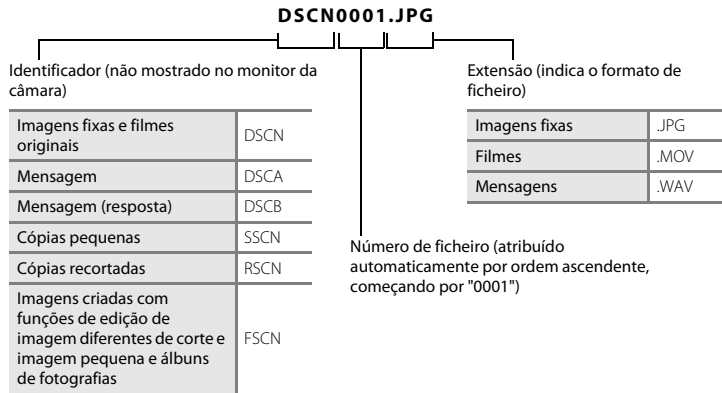 DSCN0001.JPG
Identificador (não mostrado no monitor da
câmara)
Imagens fixas e filmes
originais
DSCN
Mensagem
DSCA
Mensagem (resposta)
DSCB
Cópias pequenas
SSCN
Cópias recortadas
RSCN
Imagens criadas com
funções de edição de
imagem diferentes de corte e
imagem pequena e álbuns
de fotografias
FSCN
Extensão (indica o formato de
ficheiro)
Imagens fixas
.JPG
Filmes
.MOV
Mensagens
.WAV
Número de ficheiro (atribuído
automaticamente por ordem ascendente,
começando por "0001")